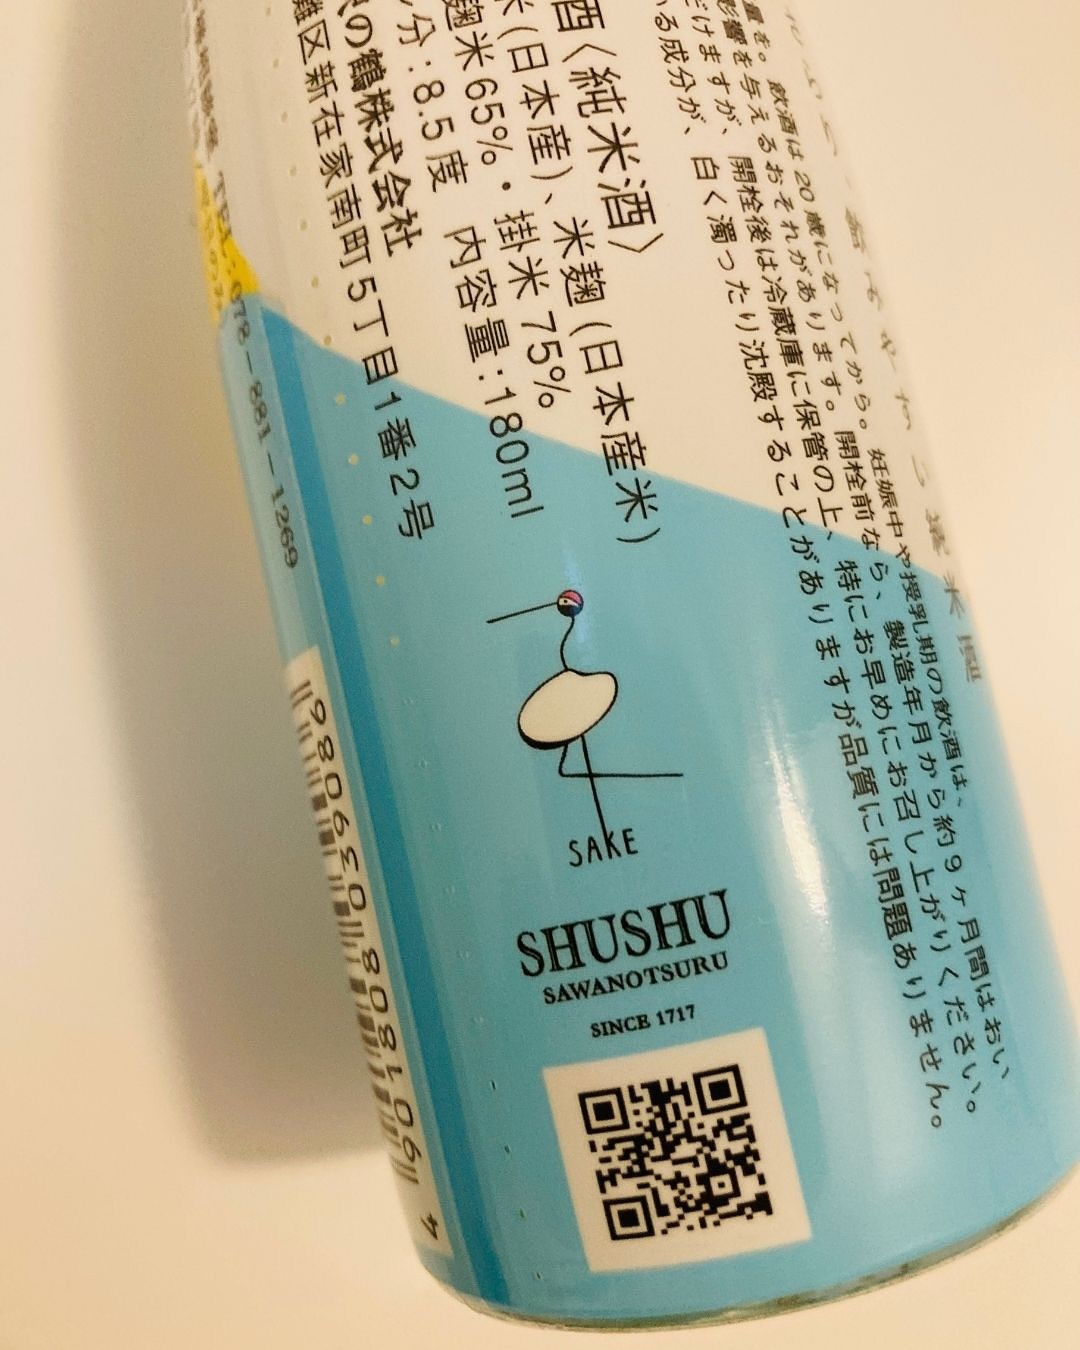 酒〈純米酒〉
米(日本産)、米麹(日本産米)
麹米65%・掛米75%
分:8.5度 内容量:180ml
の鶴株式会社
灘区新在家南町5丁目1番2号
TEL:078-881-1269
量を。飲酒は20歳になってから。妊娠中や授乳期の飲酒は、
影響を与えるおそれがあります。開栓前なら、製造年月から約9ヶ月間はおい
だけますが、開栓後は冷蔵庫に保管の上、特にお早めにお召し上がりください。
いる成分が、白く濁ったり沈殿することがありますが品質には問題ありません。
SAKE
SHUSHU
SAWANOTSURU
SINCE 1717